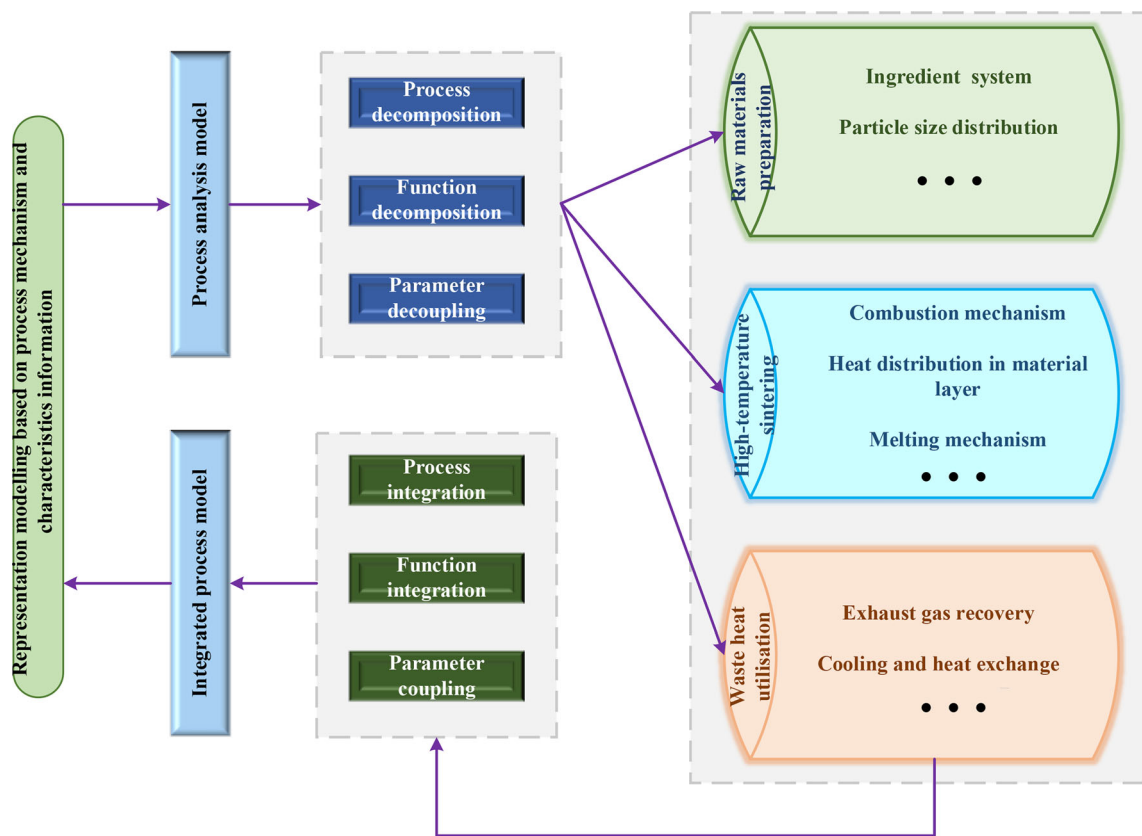 Representation modelling based on process mechanism and
characteristics information
Process analysis model
Process
decomposition
Function
decomposition
Parameter
decoupling
Raw materials
preparation
Ingredient system
Particle size distribution
• • •
High-temperature
sintering
Combustion mechanism
Heat distribution in material
layer
Melting mechanism
• • •
Waste heat
utilisation
Exhaust gas recovery
Cooling and heat exchange
• • •
Integrated process model
Process
integration
Function
integration
Parameter
coupling